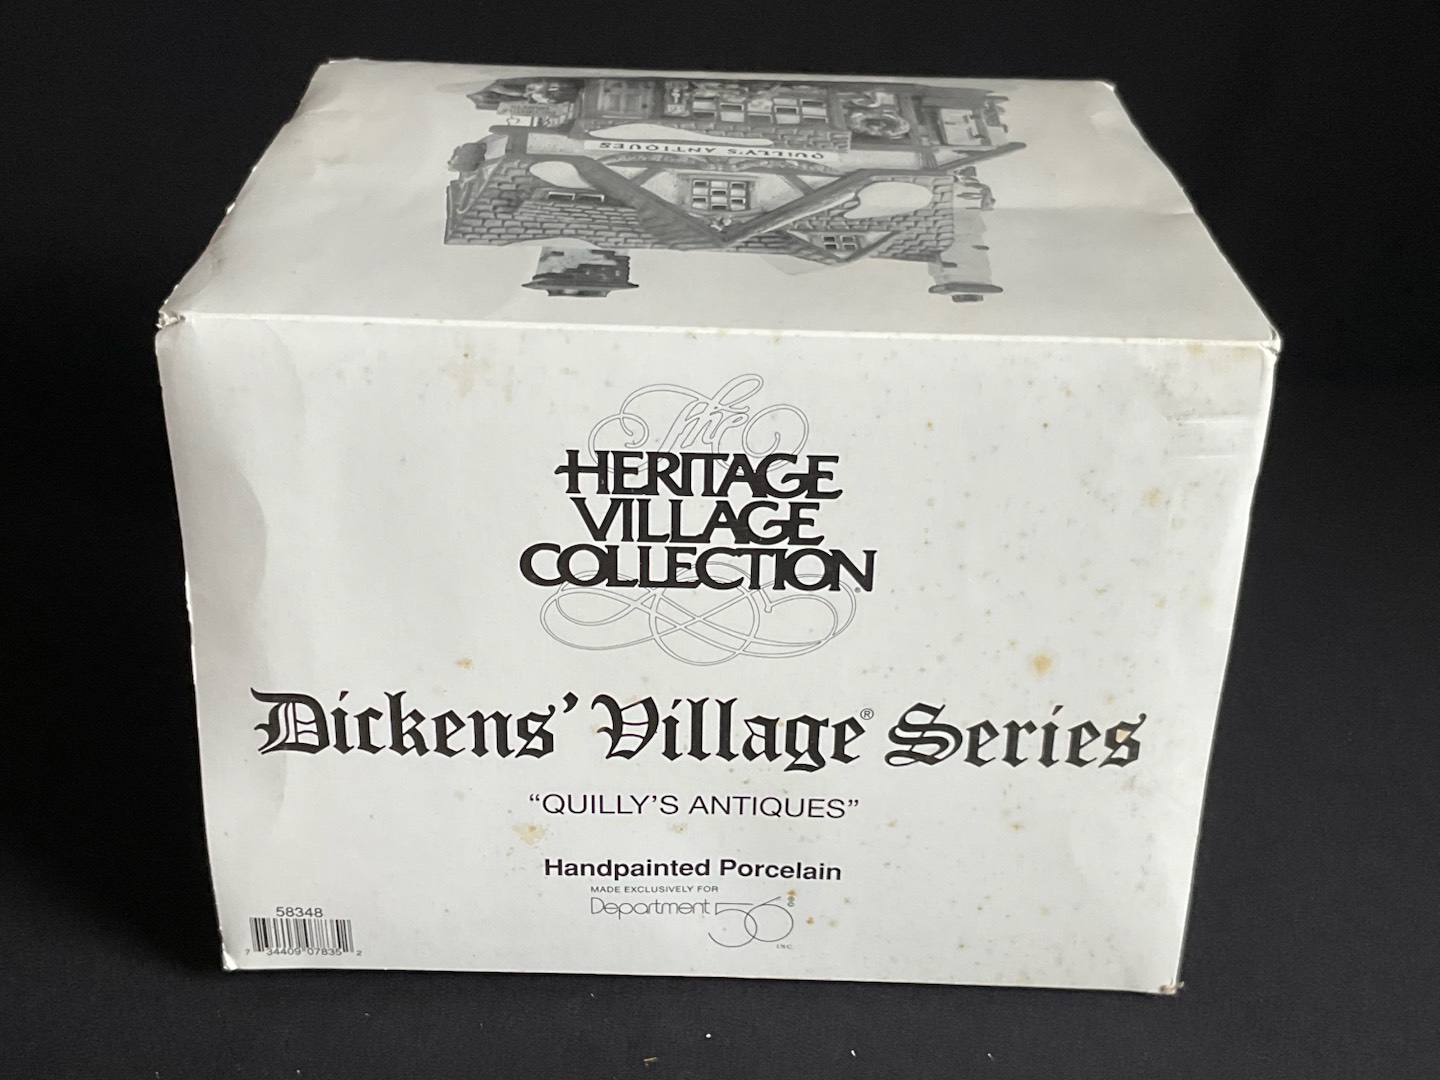 QUILLY'S ANTIQUES
The
HERITAGE
VILLAGE
COLLECTION®
Dickens' Village® Series
“QUILLY'S ANTIQUES”
Handpainted Porcelain
MADE EXCLUSIVELY FOR
Department 56®
INC.
58348
7 34409 07835 2